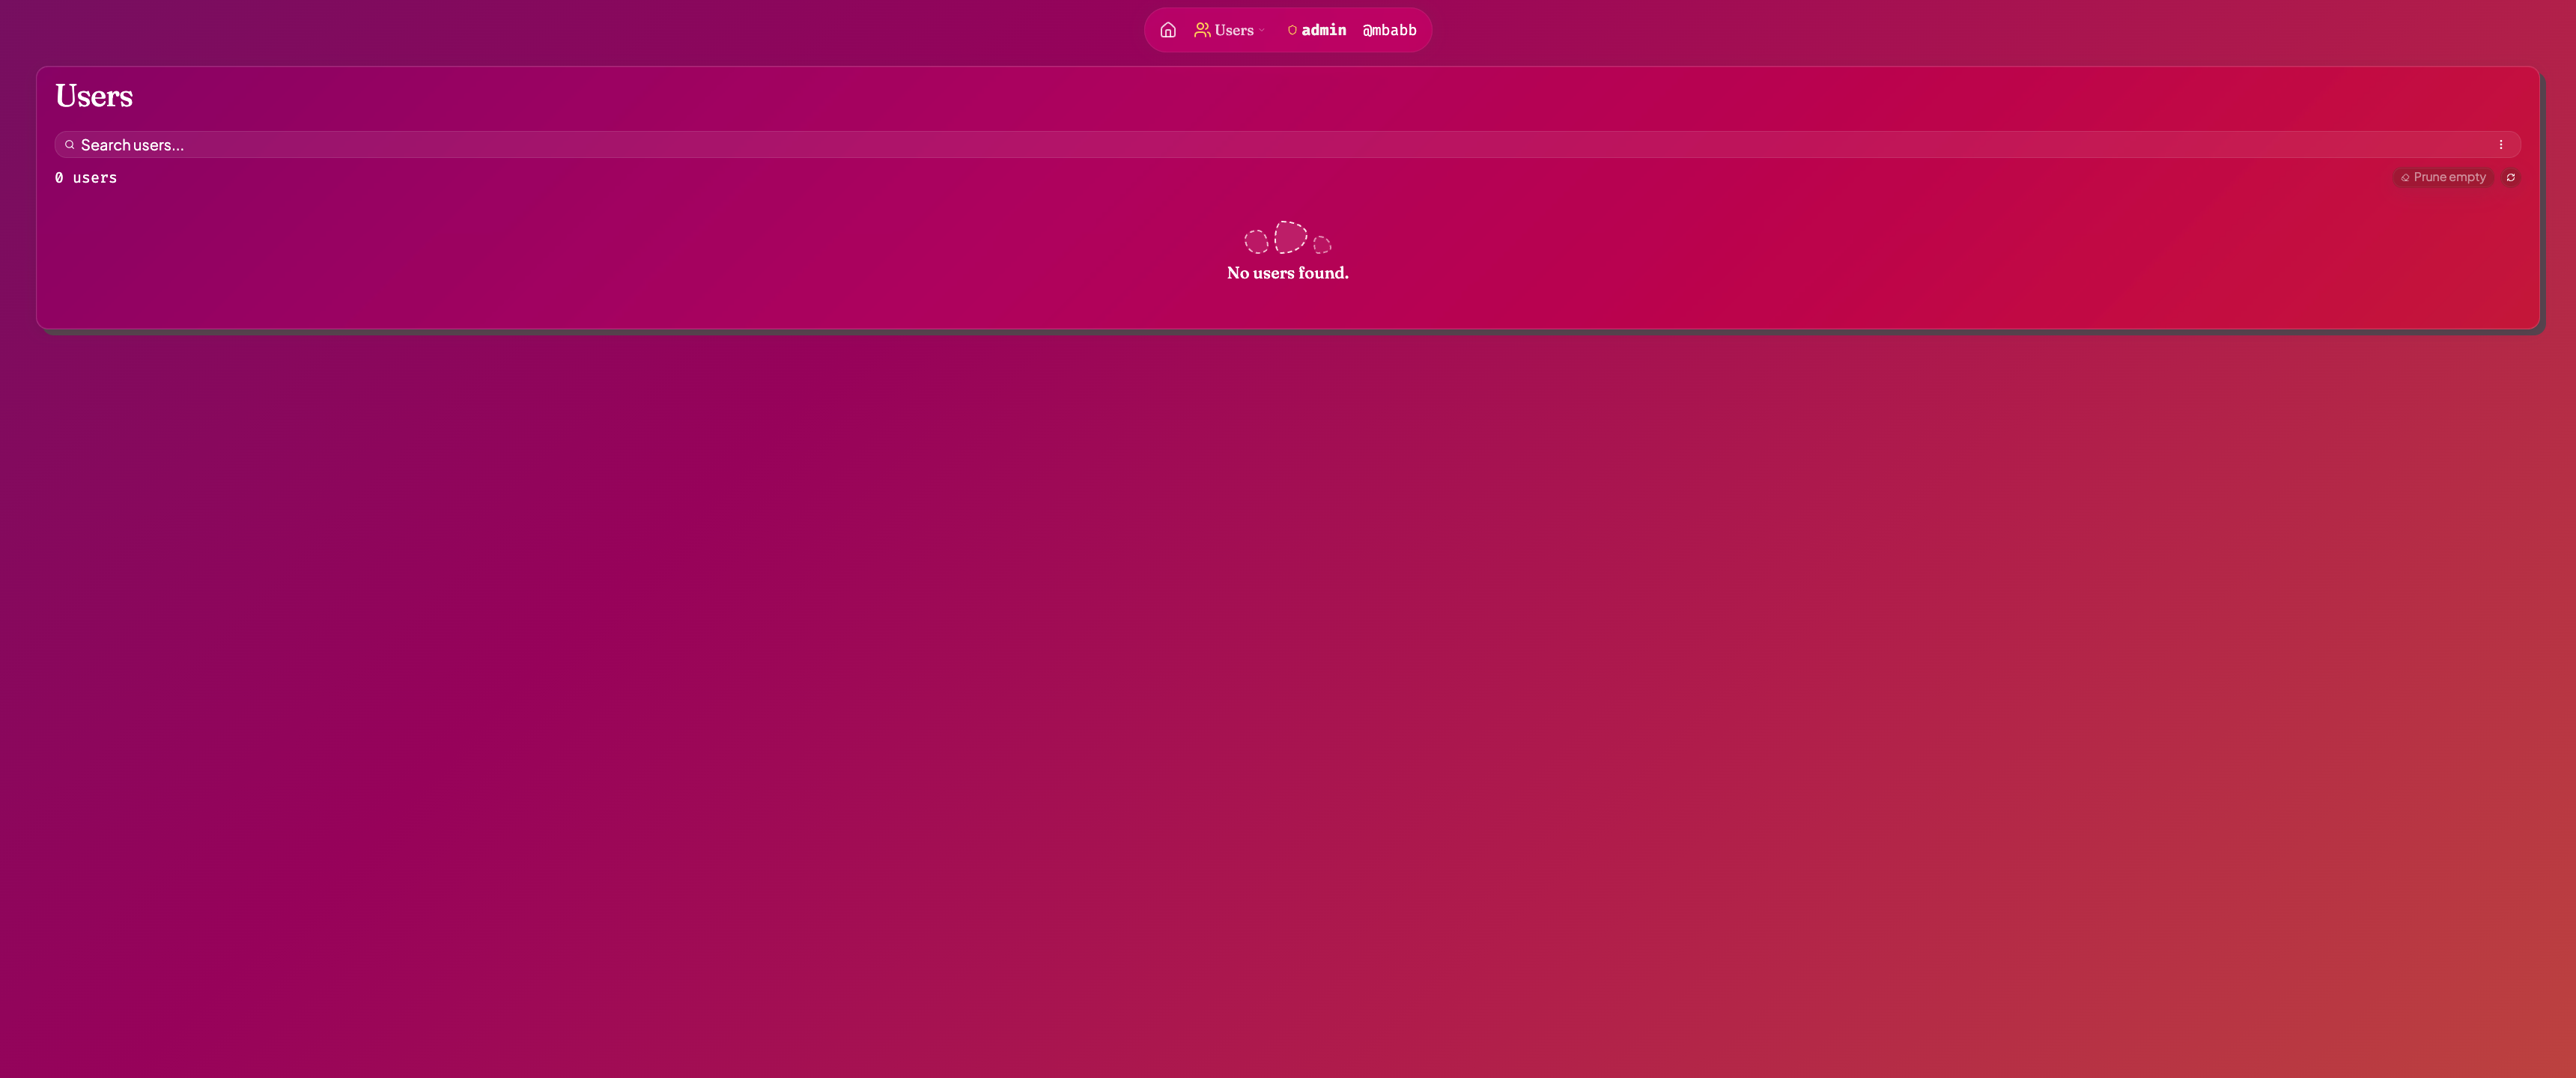 Users admin @mbabb
Users
Search users...
0 users
Prune empty
No users found.